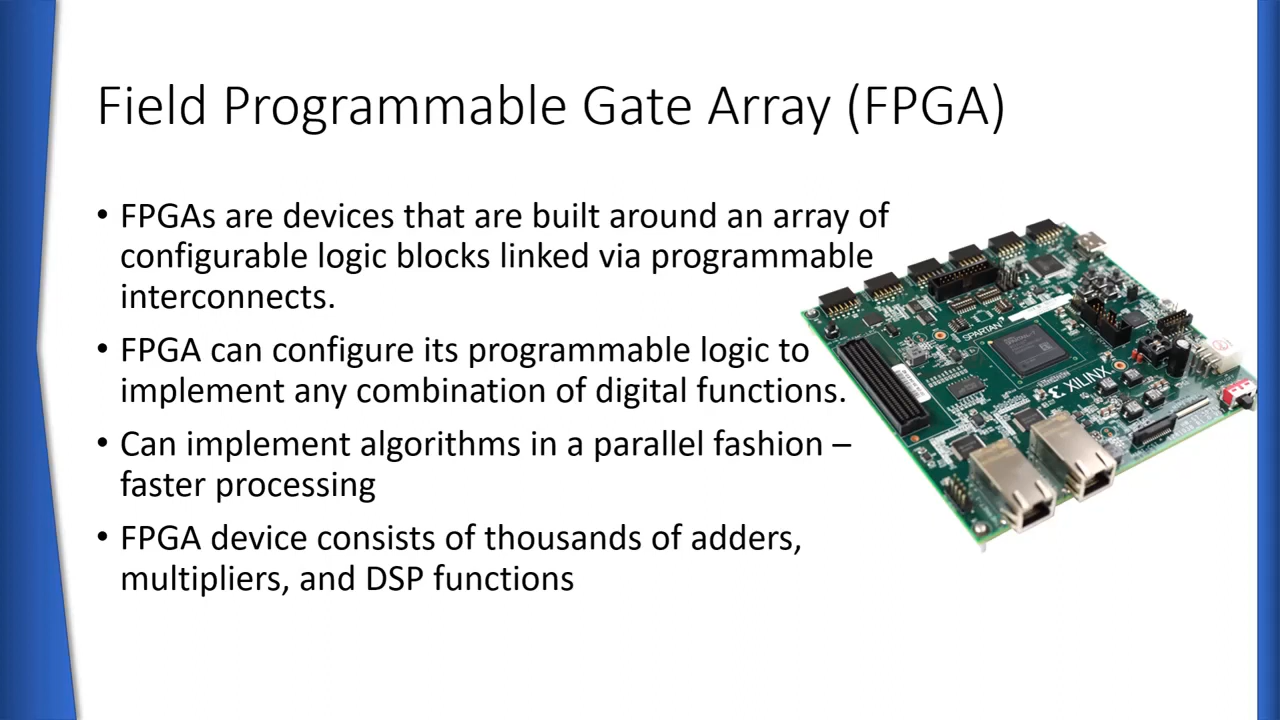 Field Programmable Gate Array (FPGA)
• FPGAs are devices that are built around an array of
configurable logic blocks linked via programmable
interconnects.
• FPGA can configure its programmable logic to
implement any combination of digital functions.
• Can implement algorithms in a parallel fashion –
faster processing
• FPGA device consists of thousands of adders,
multipliers, and DSP functions
SPARTAN
XILINX